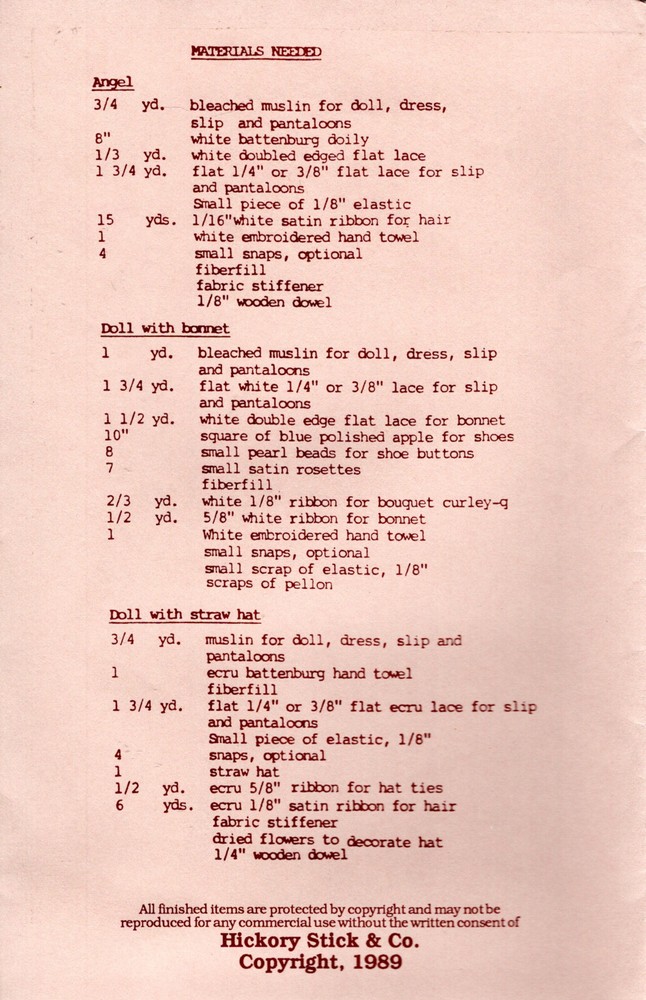 MATERIALS NEEDED
Angel
3/4 yd. bleached muslin for doll, dress,
slip and pantaloons
8" white battenburg doily
1/3 yd. white doubled edged flat lace
1 3/4 yd. flat 1/4" or 3/8" flat lace for slip
and pantaloons
Small piece of 1/8" elastic
15 yds. 1/16"white satin ribbon for hair
1 white embroidered hand towel
4 small snaps, optional
fiberfill
fabric stiffener
1/8" wooden dowel
Doll with bonnet
1 yd. bleached muslin for doll, dress, slip
and pantaloons
1 3/4 yd. flat white 1/4" or 3/8" lace for slip
and pantaloons
1 1/2 yd. white double edge flat lace for bonnet
10" square of blue polished apple for shoes
8 small pearl beads for shoe buttons
7 small satin rosettes
fiberfill
2/3 yd. white 1/8" ribbon for bouquet curley-q
1/2 yd. 5/8" white ribbon for bonnet
1 White embroidered hand towel
small snaps, optional
small scrap of elastic, 1/8"
scraps of pellon
Doll with straw hat
3/4 yd. muslin for doll, dress, slip and
pantaloons
1 ecru battenburg hand towel
fiberfill
1 3/4 yd. flat 1/4" or 3/8" flat ecru lace for slip
and pantaloons
Small piece of elastic, 1/8"
4 snaps, optional
1 straw hat
1/2 yd. ecru 5/8" ribbon for hat ties
6 yds. ecru 1/8" satin ribbon for hair
fabric stiffener
dried flowers to decorate hat
1/4" wooden dowel
All finished items are protected by copyright and may not be
reproduced for any commercial use without the written consent of
Hickory Stick & Co.
Copyright, 1989